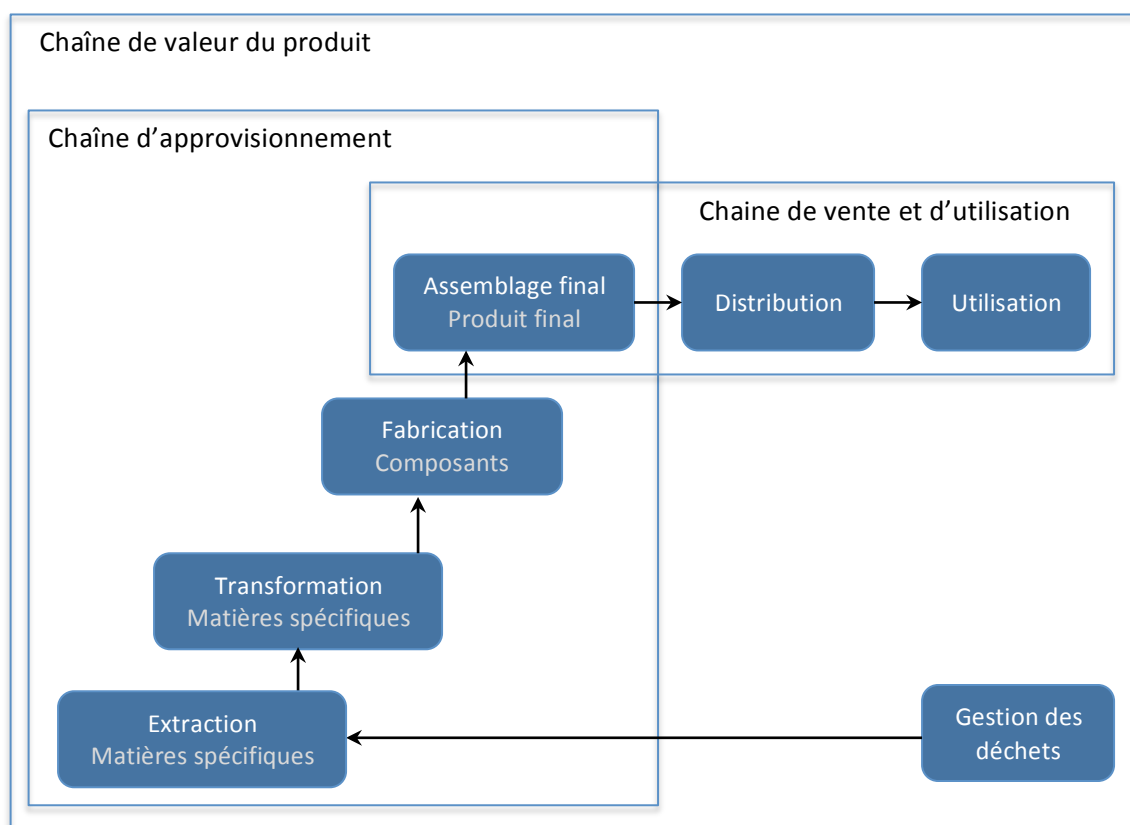 Chaîne de valeur du produit
Chaîne d’approvisionnement
Chaine de vente et d’utilisation
Assemblage final
Produit final
Distribution
Utilisation
Fabrication
Composants
Transformation
Matières spécifiques
Extraction
Matières spécifiques
Gestion des
déchets